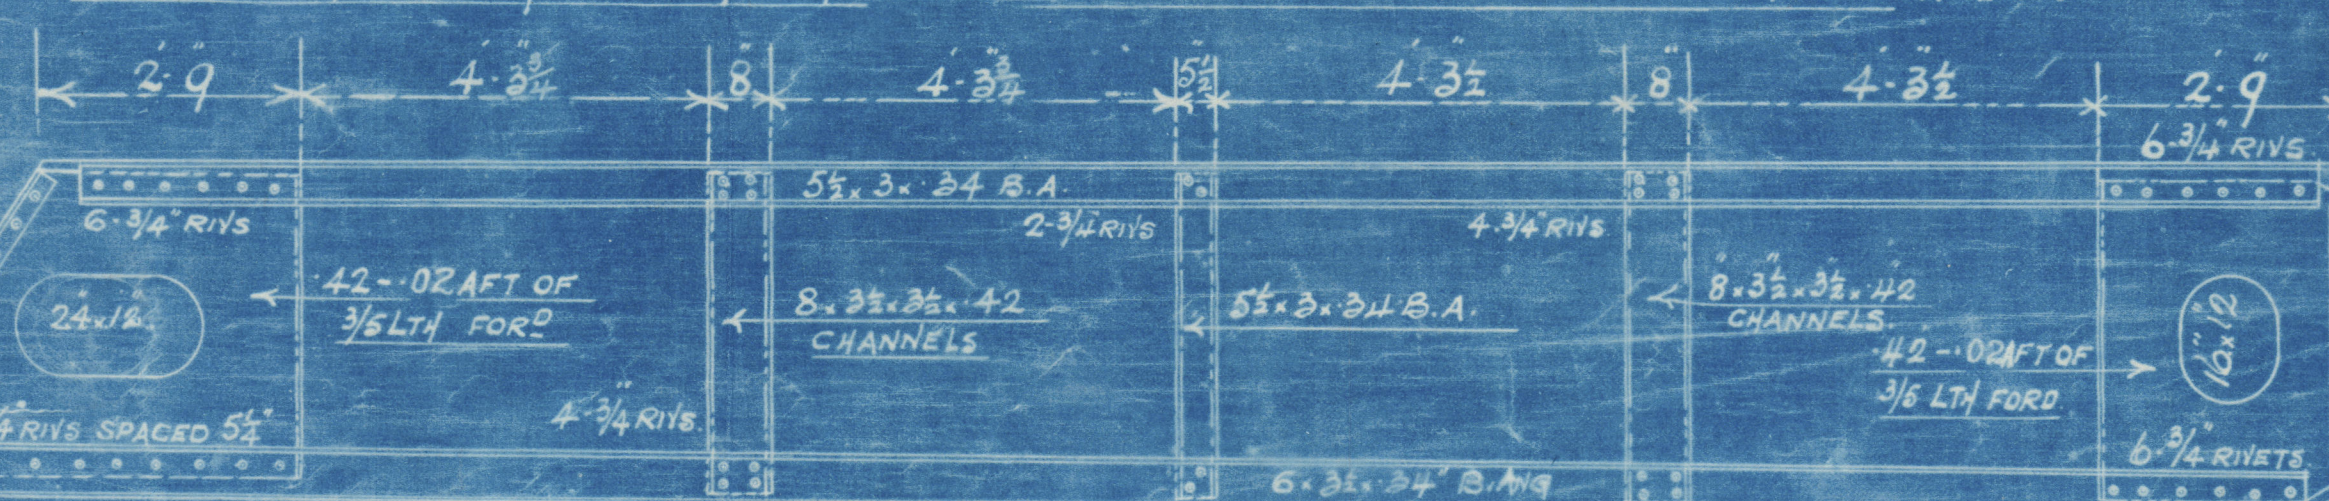 2'-9" 4'-3¾" 8" 4'-3¾" 5½" 4'-3½" 8" 4'-3½" 2'-9"
6-¾" RIVS.
5½ x 3 x .34 B.A.
6-¾" RIVS
2-¾" RIVS
4-¾" RIVS
.42-.02 AFT OF
3/5 LTH FORD
24" x 12"
8 x 3½ x 3½ x .42
CHANNELS
5½ x 3 x .34 B.A.
8" x 3½" x 3½" x .42"
CHANNELS.
.42-.02 AFT OF
3/5 LTH FORD
16" x 12"
4-¾" RIVS.
RIVS SPACED 5¼"
6-¾" RIVETS.
6 x 3½ x .34" B. ANG